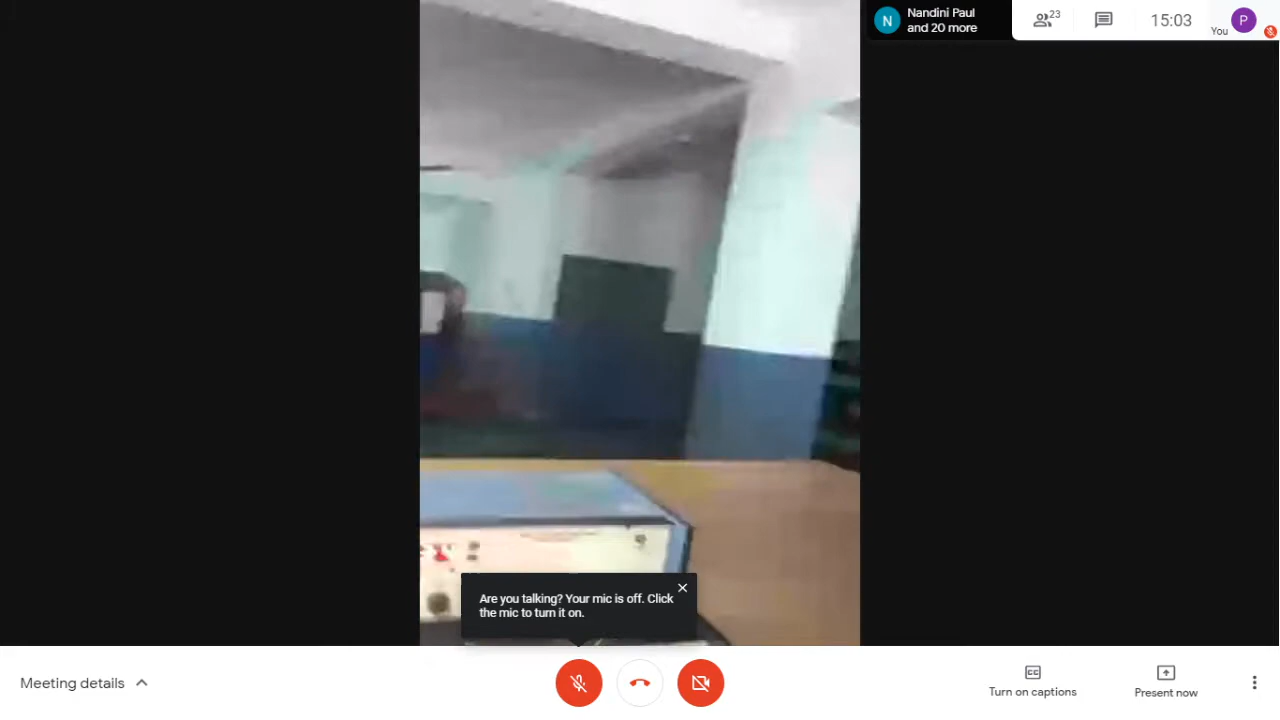 N
Nandini Paul
and 20 more
23
15:03
You
P
Are you talking? Your mic is off. Click
the mic to turn it on.
Meeting details
CC
Turn on captions
Present now